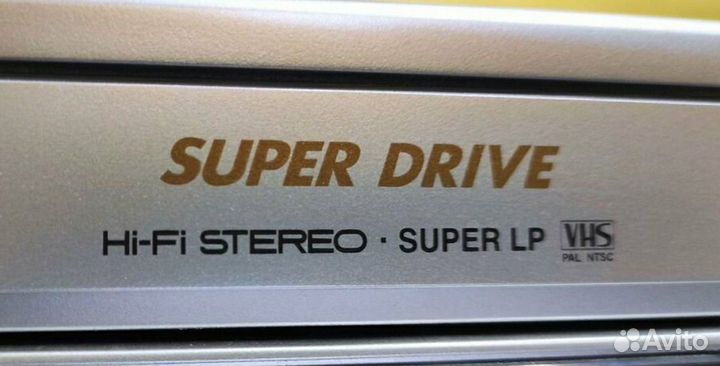 SUPER DRIVE
Hi-Fi STEREO · SUPER LP VHS
PAL NTSC
Avito